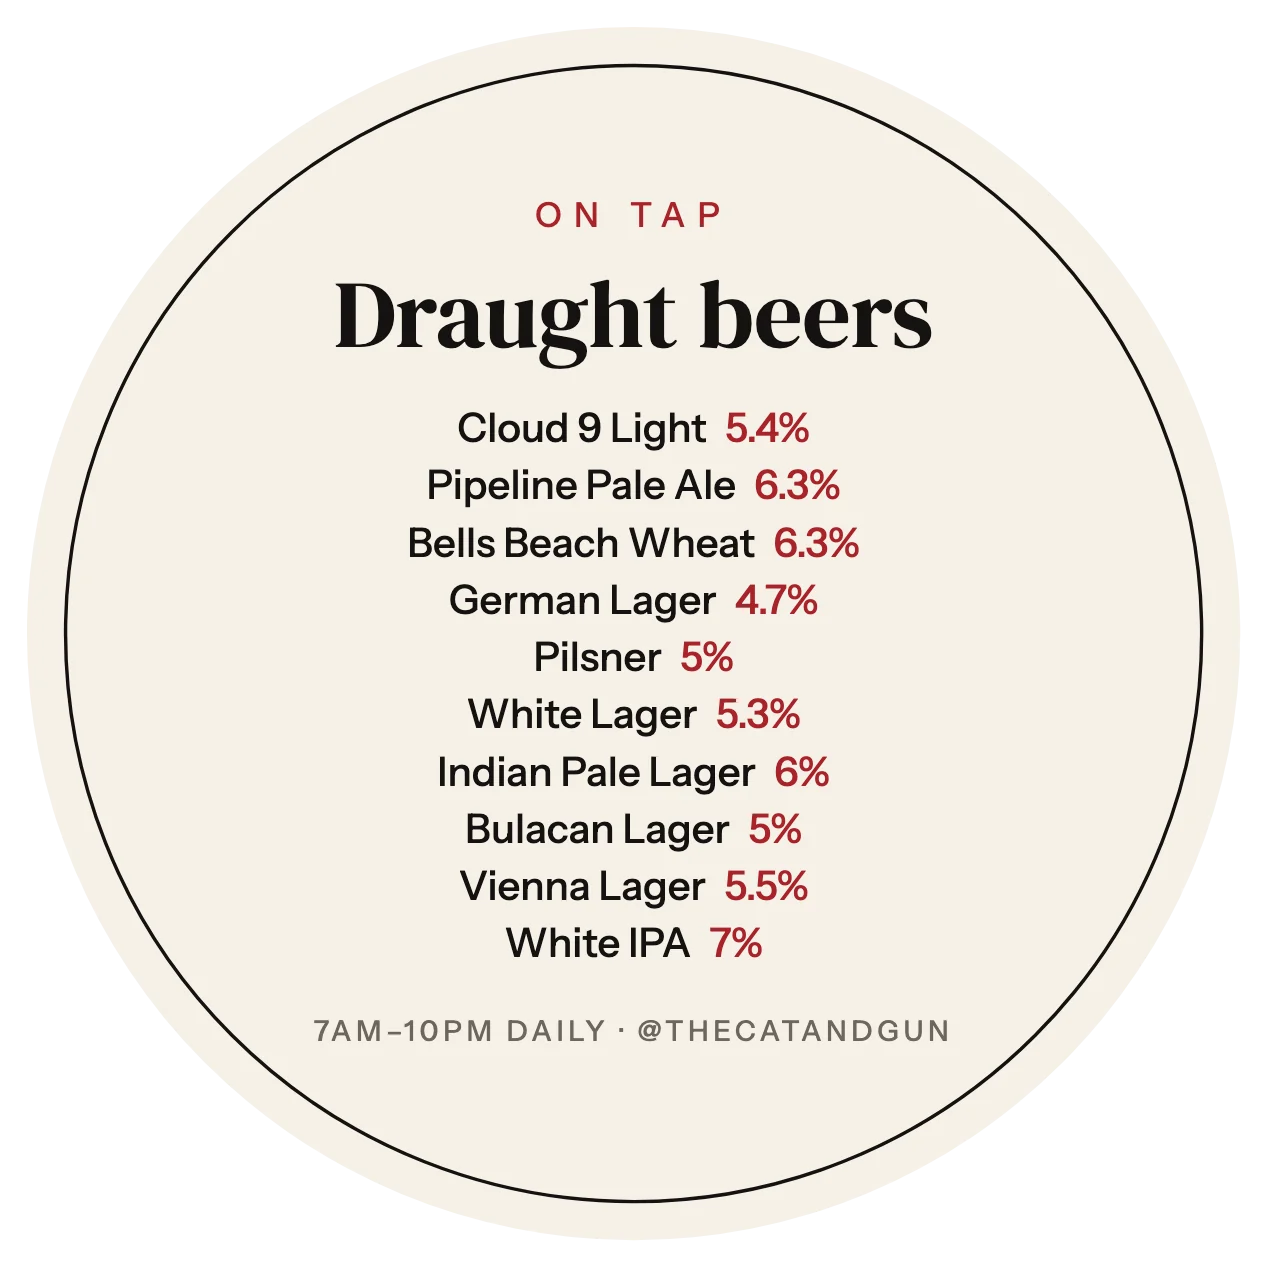 ON TAP
Draught beers
Cloud 9 Light 5.4%
Pipeline Pale Ale 6.3%
Bells Beach Wheat 6.3%
German Lager 4.7%
Pilsner 5%
White Lager 5.3%
Indian Pale Lager 6%
Bulacan Lager 5%
Vienna Lager 5.5%
White IPA 7%
7AM–10PM DAILY · @THECATANDGUN